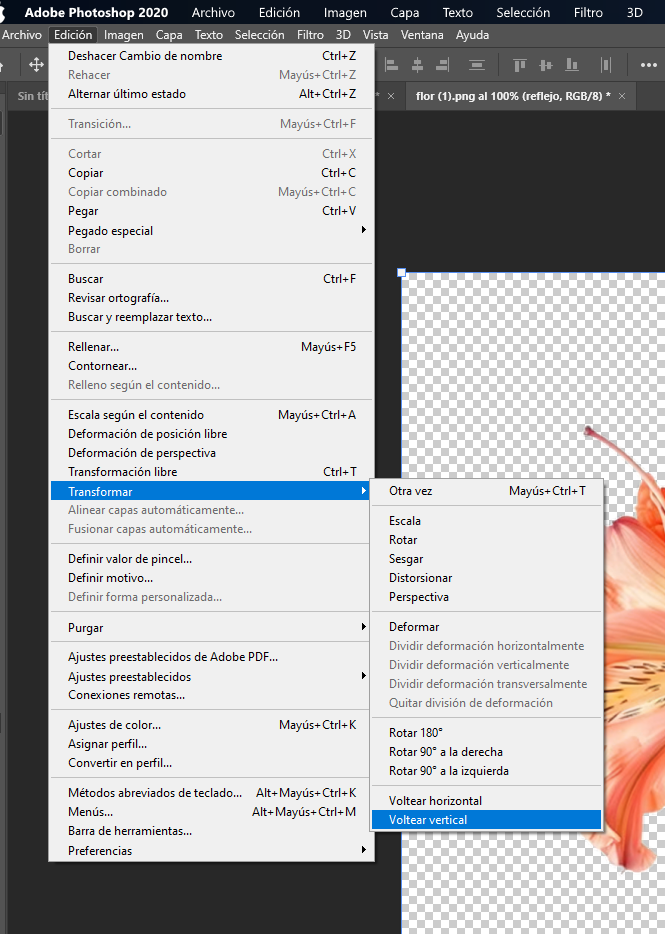 Adobe Photoshop 2020 Archivo Edición Imagen Capa Texto Selección Filtro 3D
Archivo Edición Imagen Capa Texto Selección Filtro 3D Vista Ventana Ayuda
Sin tít * × flor (1).png al 100% (reflejo, RGB/8) * ×
Deshacer Cambio de nombre Ctrl+Z
Rehacer Mayús+Ctrl+Z
Alternar último estado Alt+Ctrl+Z
Transición... Mayús+Ctrl+F
Cortar Ctrl+X
Copiar Ctrl+C
Copiar combinado Mayús+Ctrl+C
Pegar Ctrl+V
Pegado especial
Borrar
Buscar Ctrl+F
Revisar ortografía...
Buscar y reemplazar texto...
Rellenar... Mayús+F5
Contornear...
Relleno según el contenido...
Escala según el contenido Mayús+Ctrl+A
Deformación de posición libre
Deformación de perspectiva
Transformación libre Ctrl+T
Transformar
Alinear capas automáticamente...
Fusionar capas automáticamente...
Definir valor de pincel...
Definir motivo...
Definir forma personalizada...
Purgar
Ajustes preestablecidos de Adobe PDF...
Ajustes preestablecidos
Conexiones remotas...
Ajustes de color... Mayús+Ctrl+K
Asignar perfil...
Convertir en perfil...
Métodos abreviados de teclado... Alt+Mayús+Ctrl+K
Menús... Alt+Mayús+Ctrl+M
Barra de herramientas...
Preferencias
Otra vez Mayús+Ctrl+T
Escala
Rotar
Sesgar
Distorsionar
Perspectiva
Deformar
Dividir deformación horizontalmente
Dividir deformación verticalmente
Dividir deformación transversalmente
Quitar división de deformación
Rotar 180°
Rotar 90° a la derecha
Rotar 90° a la izquierda
Voltear horizontal
Voltear vertical